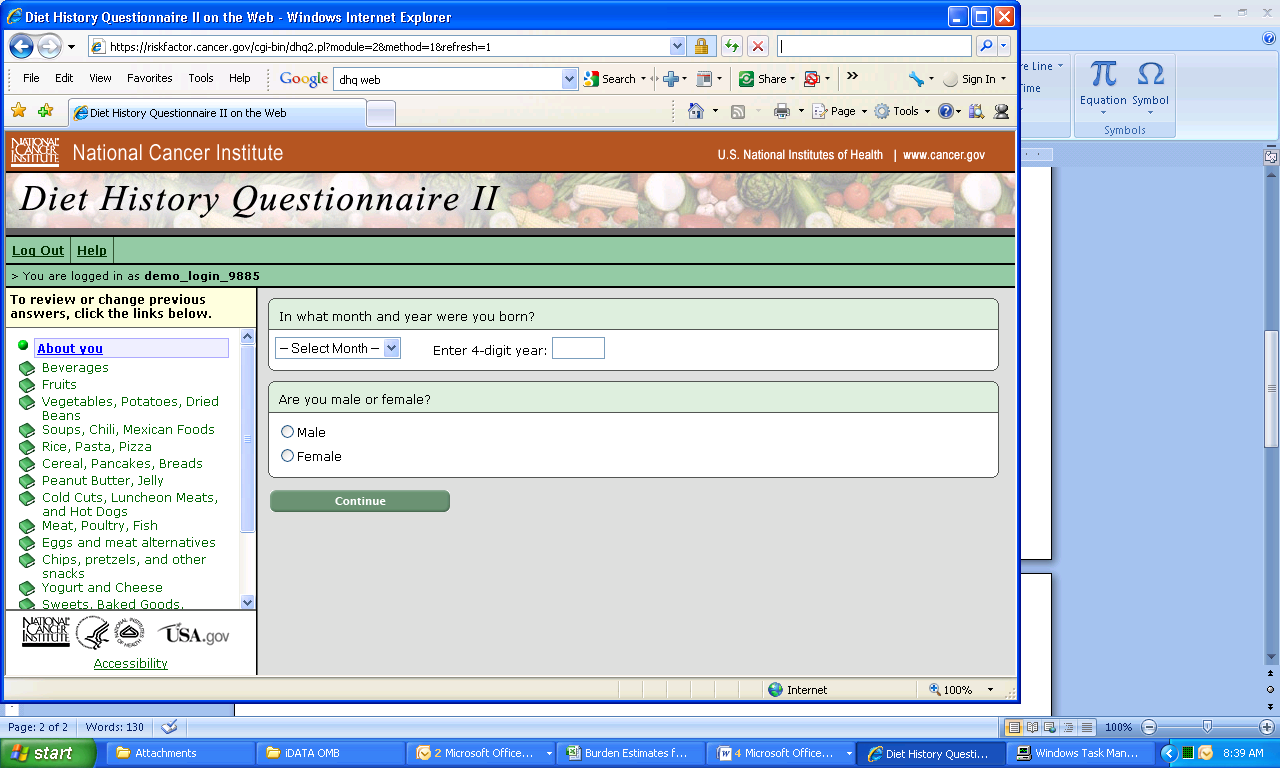 Diet History Questionnaire II on the Web - Windows Internet Explorer
https://riskfactor.cancer.gov/cgi-bin/dhq2.pl?module=2&method=1&refresh=1
File Edit View Favorites Tools Help
Google dhq web Search Share » Sign In
Diet History Questionnaire II on the Web
Page Tools
re Line
Time
Equation Symbol
Symbols
NATIONAL CANCER INSTITUTE
National Cancer Institute
U.S. National Institutes of Health | www.cancer.gov
Diet History Questionnaire II
Log Out Help
> You are logged in as demo_login_9885
To review or change previous
answers, click the links below.
About you
Beverages
Fruits
Vegetables, Potatoes, Dried
Beans
Soups, Chili, Mexican Foods
Rice, Pasta, Pizza
Cereal, Pancakes, Breads
Peanut Butter, Jelly
Cold Cuts, Luncheon Meats,
and Hot Dogs
Meat, Poultry, Fish
Eggs and meat alternatives
Chips, pretzels, and other
snacks
Yogurt and Cheese
Sweets, Baked Goods,
In what month and year were you born?
-- Select Month -- Enter 4-digit year:
Are you male or female?
Male
Female
Continue
NATIONAL CANCER INSTITUTE
USA.gov
Accessibility
Internet 100%
Page: 2 of 2 Words: 130 100%
start Attachments iDATA OMB 2 Microsoft Office... Burden Estimates f... 4 Microsoft Office... Diet History Questi... Windows Task Man... 8:39 AM